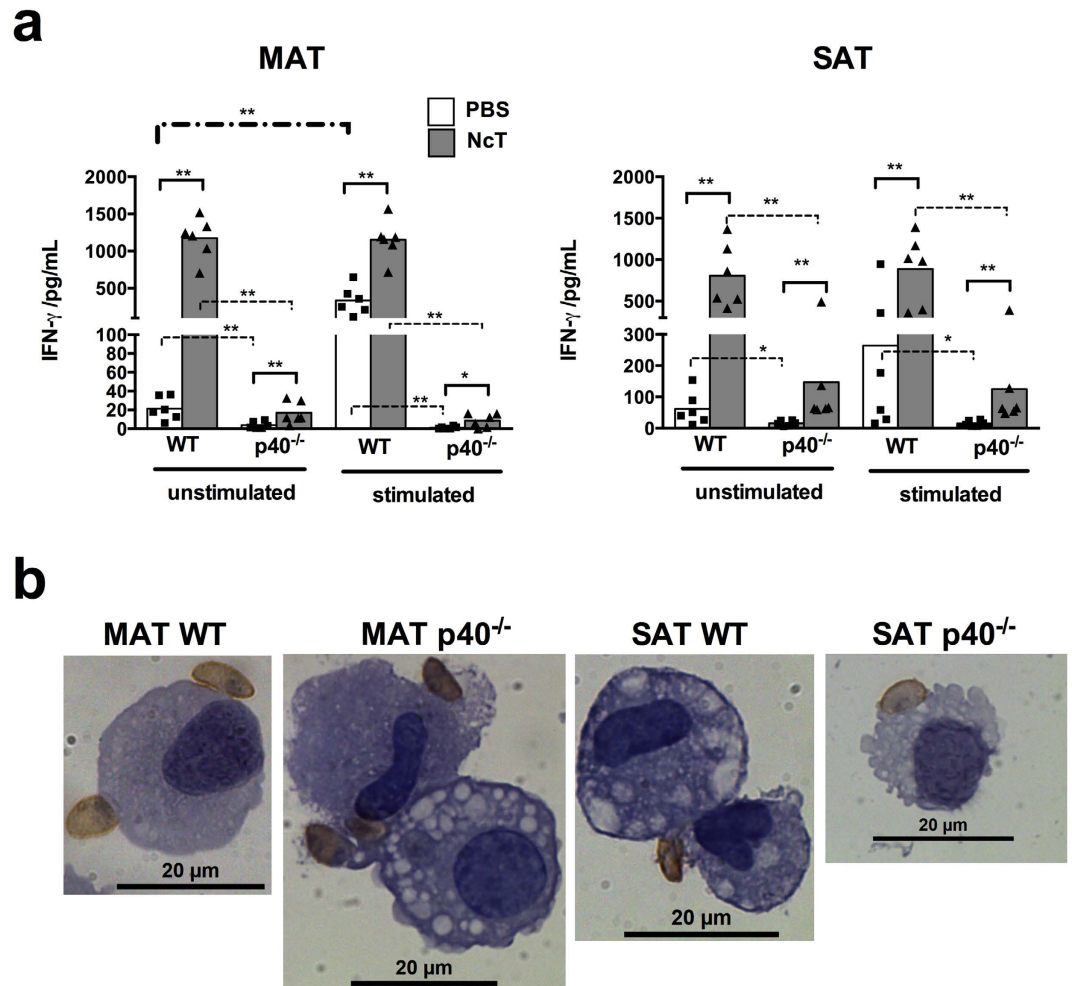 a
MAT
SAT
**
PBS
NcT
IFN-γ /pg/mL
2000
1500
1000
500
100
80
60
40
20
0
**
**
**
**
**
**
**
*
WT
p40-/-
WT
p40-/-
unstimulated
stimulated
IFN-γ /pg/mL
2000
1500
1000
500
300
200
100
0
**
**
**
*
**
**
**
*
WT
p40-/-
WT
p40-/-
unstimulated
stimulated
b
MAT WT
MAT p40-/-
SAT WT
SAT p40-/-
20 µm
20 µm
20 µm
20 µm